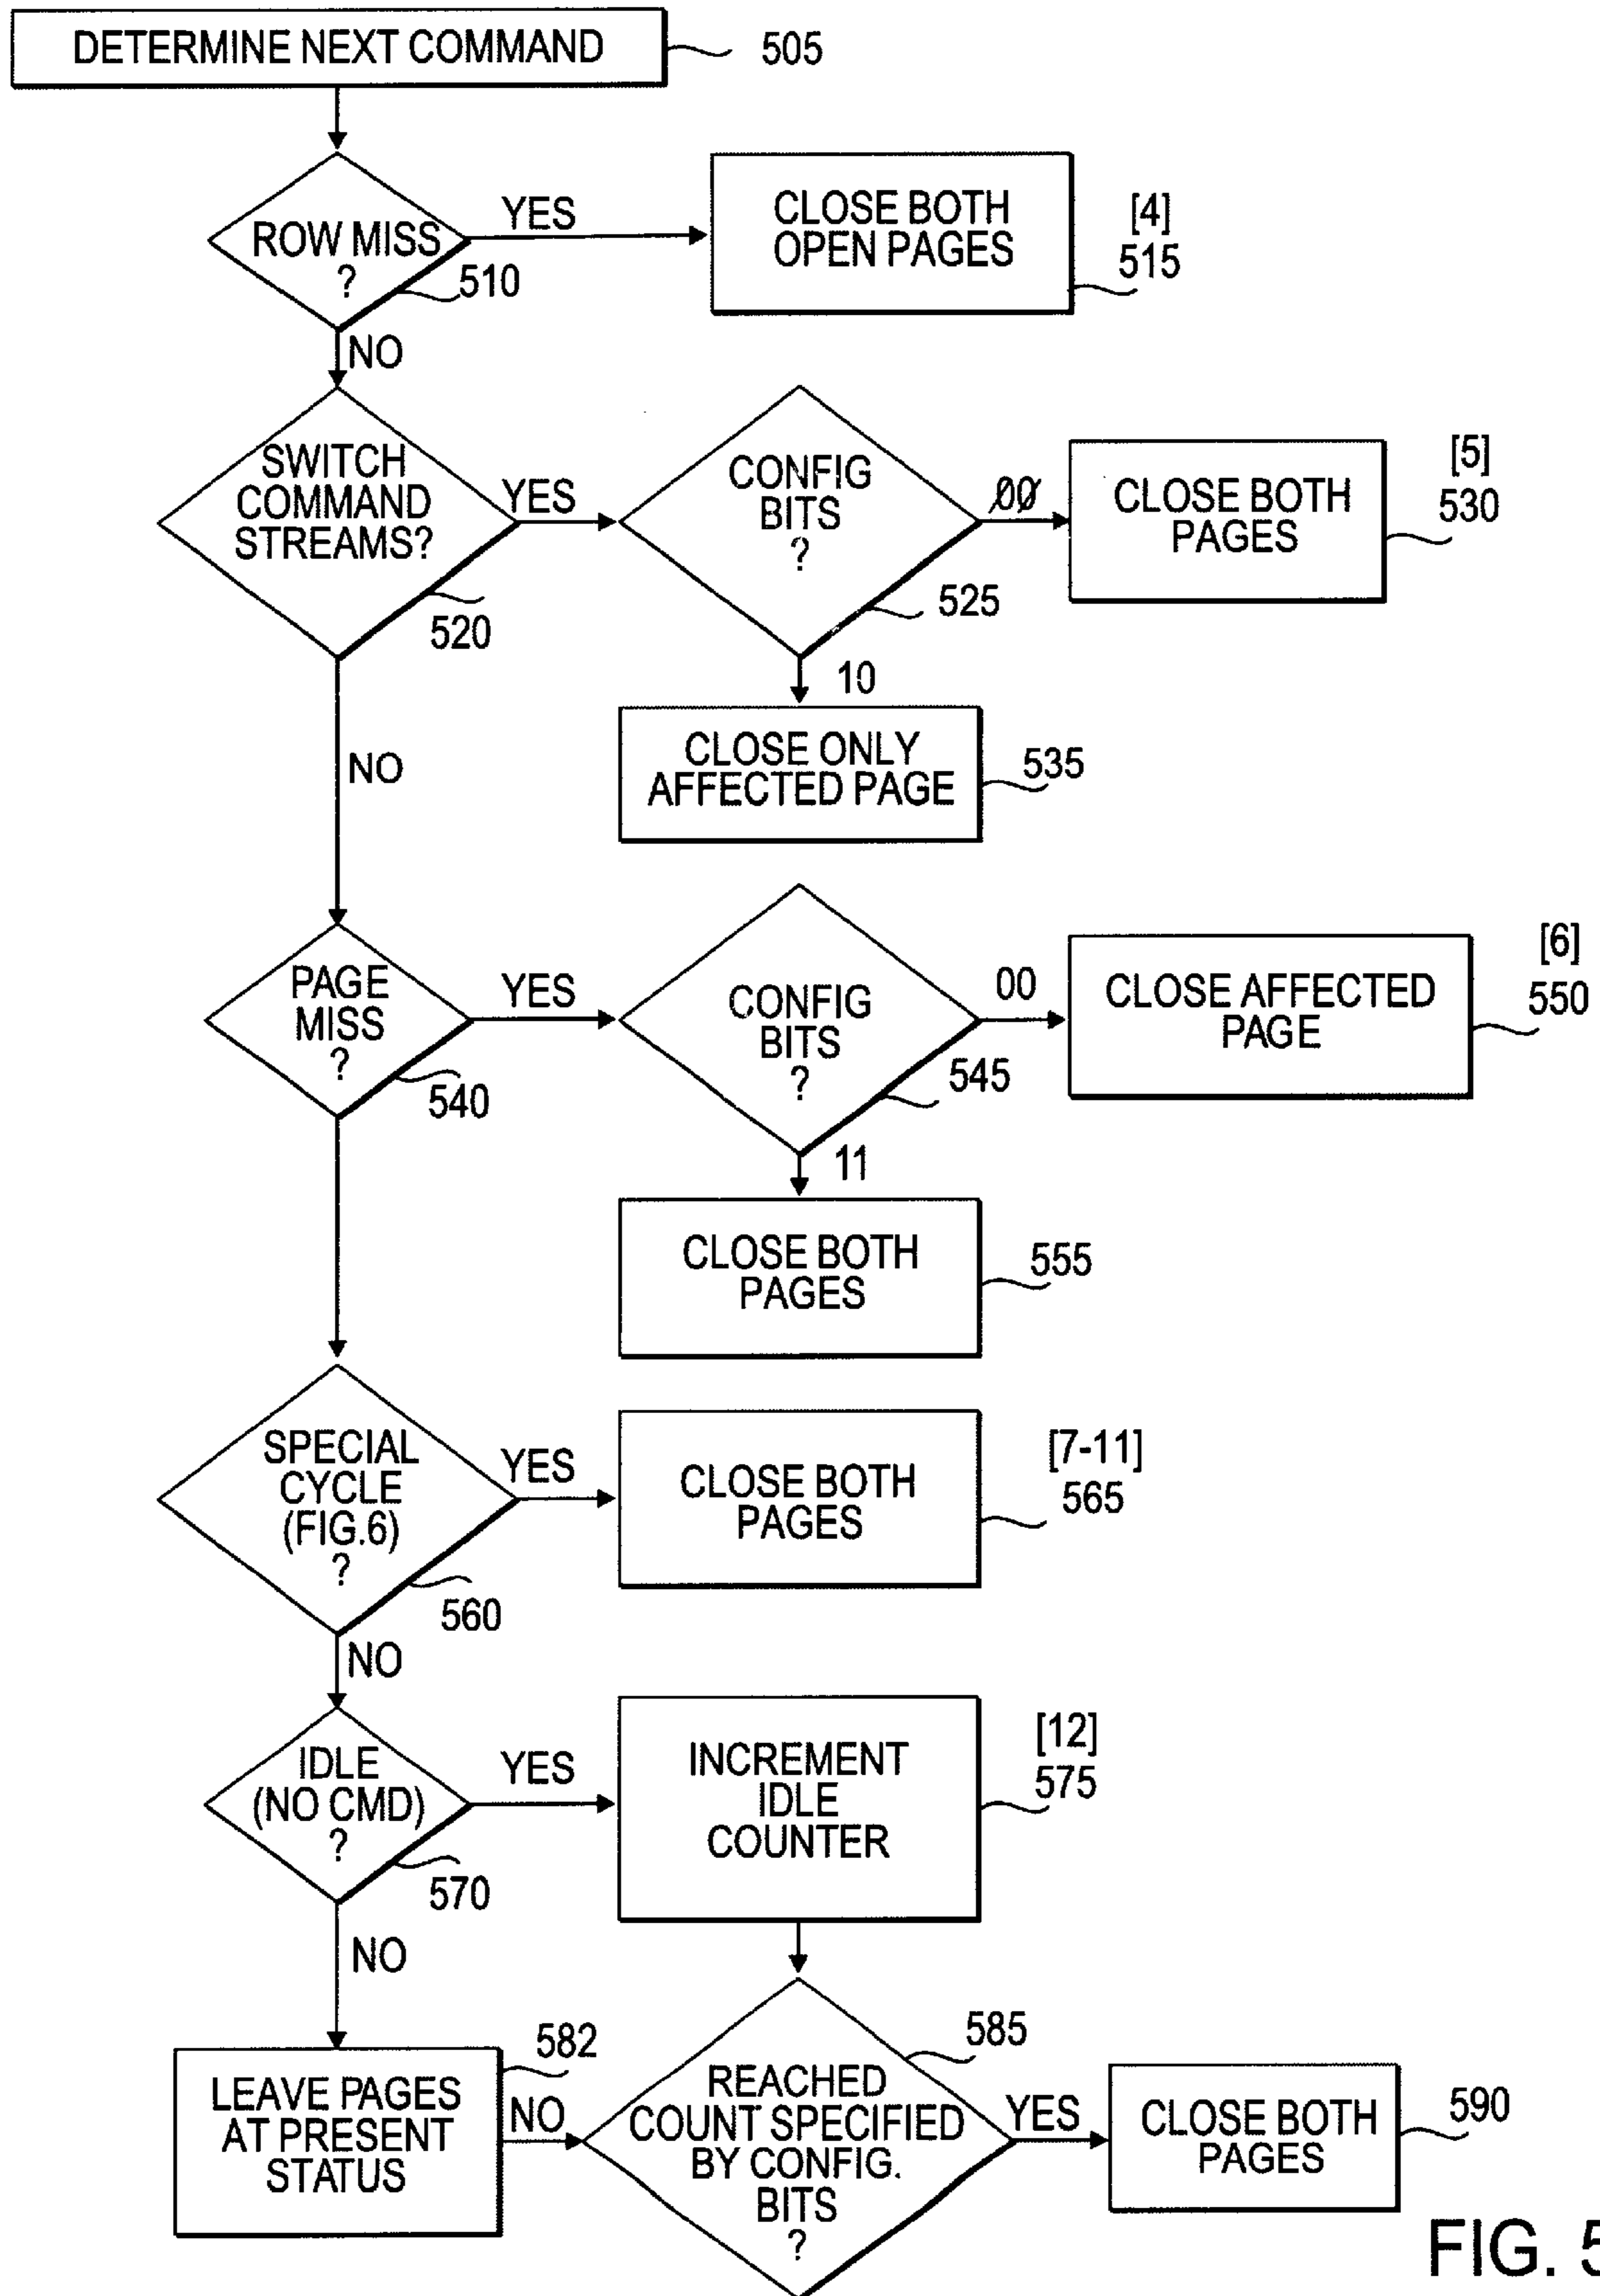 DETERMINE NEXT COMMAND
505
ROW MISS
?
510
YES
CLOSE BOTH
OPEN PAGES
[4]
515
NO
SWITCH
COMMAND
STREAMS?
520
YES
CONFIG
BITS
?
525
00
CLOSE BOTH
PAGES
[5]
530
10
CLOSE ONLY
AFFECTED PAGE
535
NO
PAGE
MISS
?
540
YES
CONFIG
BITS
?
545
00
CLOSE AFFECTED
PAGE
[6]
550
11
CLOSE BOTH
PAGES
555
SPECIAL
CYCLE
(FIG.6)
?
560
YES
CLOSE BOTH
PAGES
[7-11]
565
NO
IDLE
(NO CMD)
?
570
YES
INCREMENT
IDLE
COUNTER
[12]
575
NO
LEAVE PAGES
AT PRESENT
STATUS
582
NO
REACHED
COUNT SPECIFIED
BY CONFIG.
BITS
?
585
YES
CLOSE BOTH
PAGES
590
FIG. 5